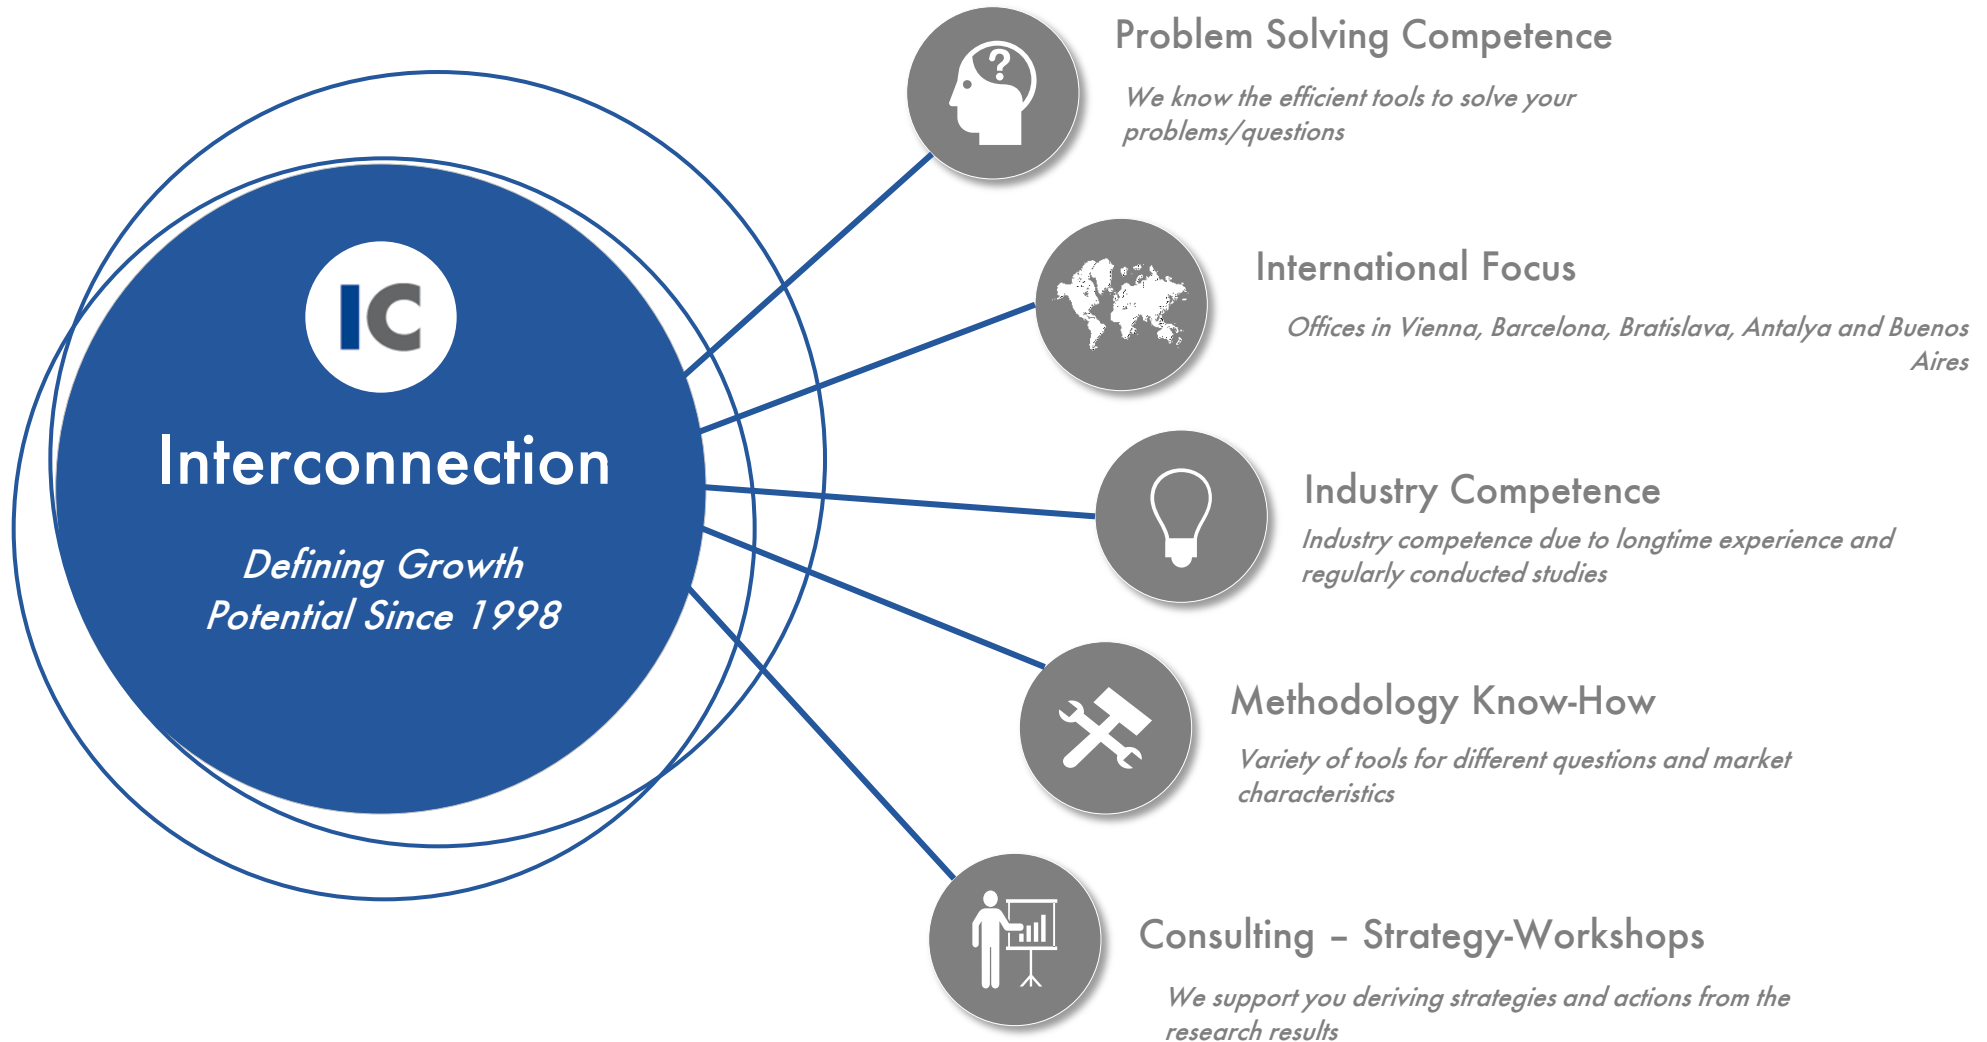 IC
Interconnection
Defining Growth
Potential Since 1998
?
Problem Solving Competence
We know the efficient tools to solve your
problems/questions
International Focus
Offices in Vienna, Barcelona, Bratislava, Antalya and Buenos
Aires
Industry Competence
Industry competence due to longtime experience and
regularly conducted studies
Methodology Know-How
Variety of tools for different questions and market
characteristics
Consulting – Strategy-Workshops
We support you deriving strategies and actions from the
research results